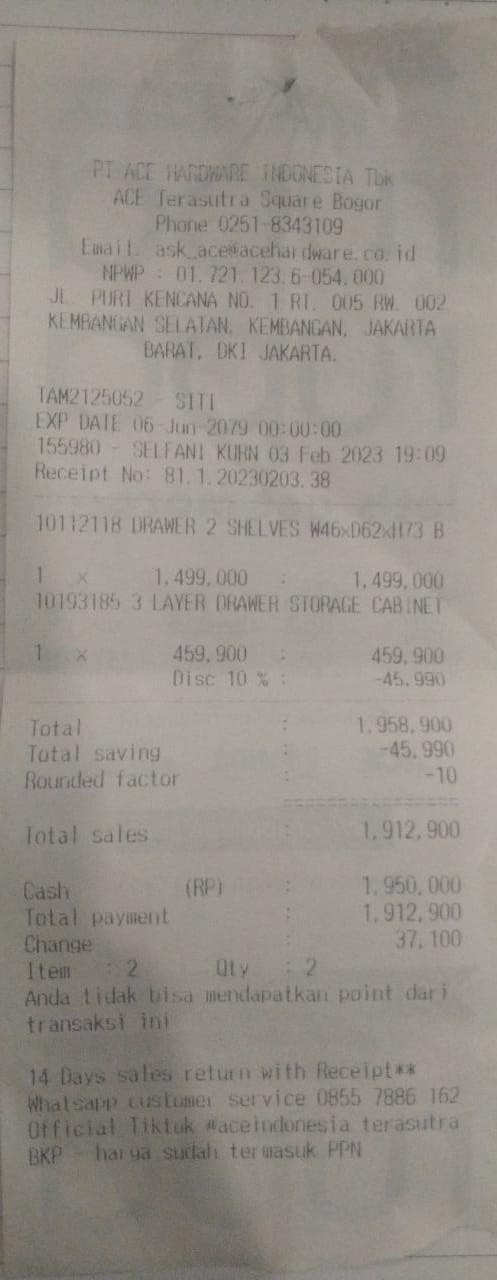 PT ACE HARDWARE INDONESIA Tbk
ACE Terasutra Square Bogor
Phone 0251-8343109
Email. ask_ace@acehardware.co.id
NPWP : 01.721.123.6-054.000
JL. PURI KENCANA NO. 1 RT. 005 RW. 002
KEMBANGAN SELATAN, KEMBANGAN, JAKARTA
BARAT, DKI JAKARTA.
TAM2125052 - SITI
EXP DATE 06-Jun-2079 00:00:00
155980 - SELFANI KURN 03 Feb 2023 19:09
Receipt No: 81.1.20230203.38
10112118 DRAWER 2 SHELVES W46xD62xH73 B
1 x 1,499,000 : 1,499,000
10193185 3 LAYER DRAWER STORAGE CABINET
1 x 459,900 : 459,900
Disc 10 % : -45,990
Total : 1,958,900
Total saving : -45,990
Rounded factor : -10
Total sales : 1,912,900
Cash (RP) : 1,950,000
Total payment : 1,912,900
Change : 37,100
Item : 2 Qty : 2
Anda tidak bisa mendapatkan point dari
transaksi ini
14 Days sales return with Receipt**
Whatsapp customer service 0855 7886 162
Official Tiktok @aceindonesia terasutra
BKP - harga sudah termasuk PPN